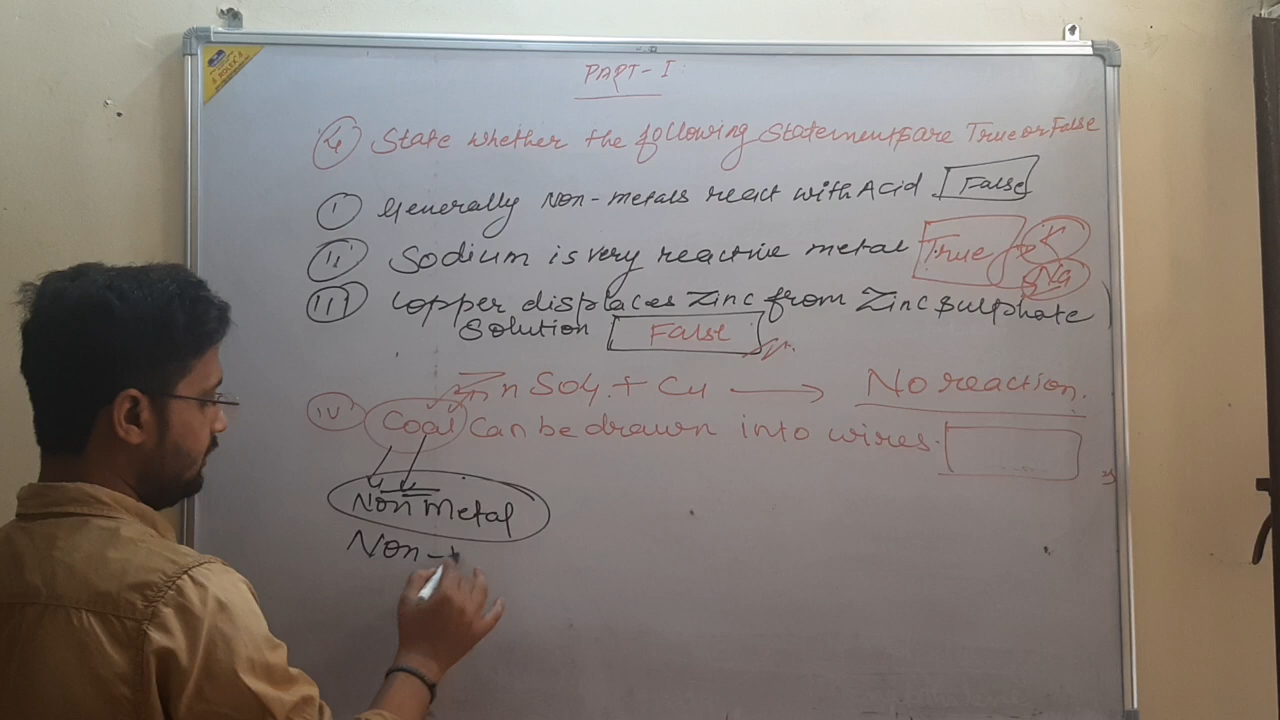 PART-I:
4 State whether the following Statements are True or False
I Generally Non-metals react with Acid. False
II Sodium is very reactive metal True K
Na
III Copper displaces Zinc from Zinc Sulphate
Solution False
ZnSO4. + Cu → No reaction.
IV Coal can be drawn into wires.
Non metal
Non-